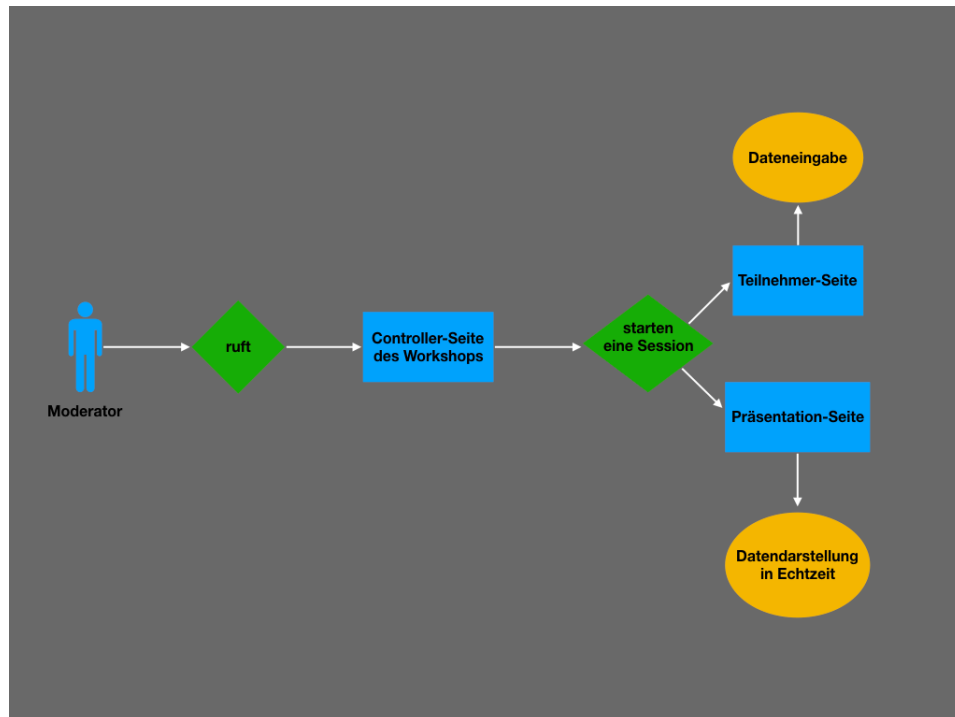 Moderator
ruft
Controller-Seite
des Workshops
starten
eine Session
Dateneingabe
Teilnehmer-Seite
Präsentation-Seite
Datendarstellung
in Echtzeit